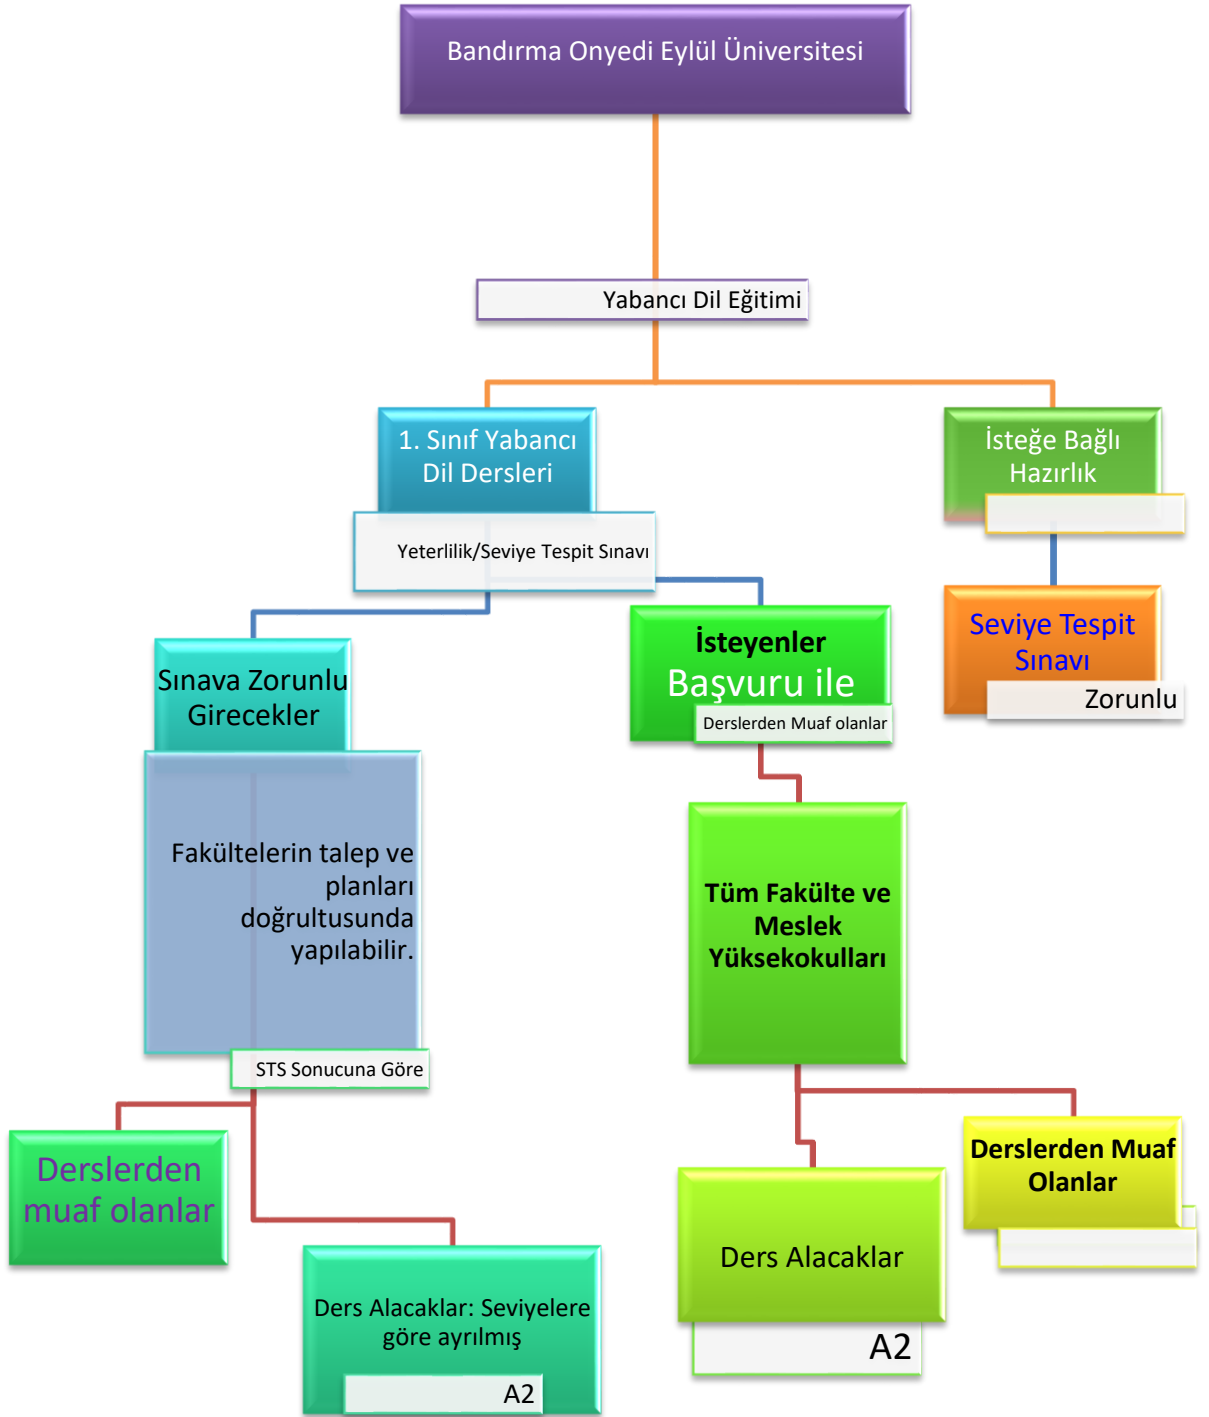 Bandırma Onyedi Eylül Üniversitesi
Yabancı Dil Eğitimi
1. Sınıf Yabancı
Dil Dersleri
Yeterlilik/Seviye Tespit Sınavı
İsteğe Bağlı
Hazırlık
Seviye Tespit
Sınavı
Zorunlu
Sınava Zorunlu
Girecekler
Fakültelerin talep ve
planları
doğrultusunda
yapılabilir.
STS Sonucuna Göre
İsteyenler
Başvuru ile
Derslerden Muaf olanlar
Tüm Fakülte ve
Meslek
Yüksekokulları
Derslerden
muaf olanlar
Ders Alacaklar: Seviyelere
göre ayrılmış
A2
Ders Alacaklar
A2
Derslerden Muaf
Olanlar